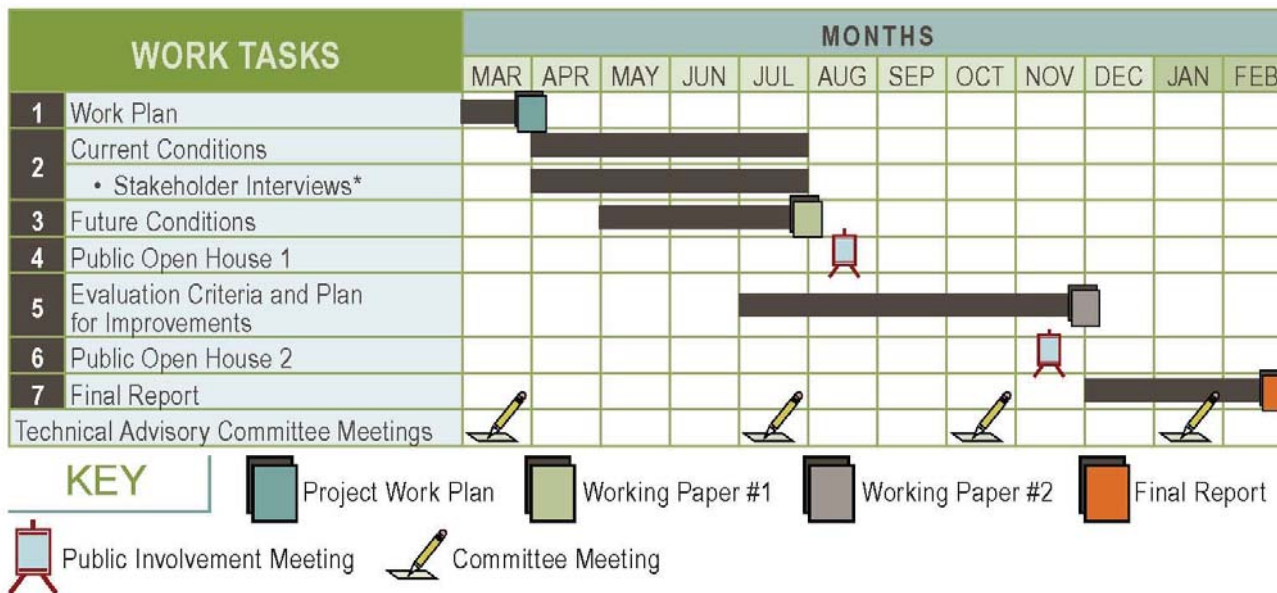 WORK TASKS
MONTHS
MAR APR MAY JUN JUL AUG SEP OCT NOV DEC JAN FEB
1 Work Plan
2 Current Conditions
• Stakeholder Interviews*
3 Future Conditions
4 Public Open House 1
5 Evaluation Criteria and Plan
for Improvements
6 Public Open House 2
7 Final Report
Technical Advisory Committee Meetings
KEY
Project Work Plan
Working Paper #1
Working Paper #2
Final Report
Public Involvement Meeting
Committee Meeting